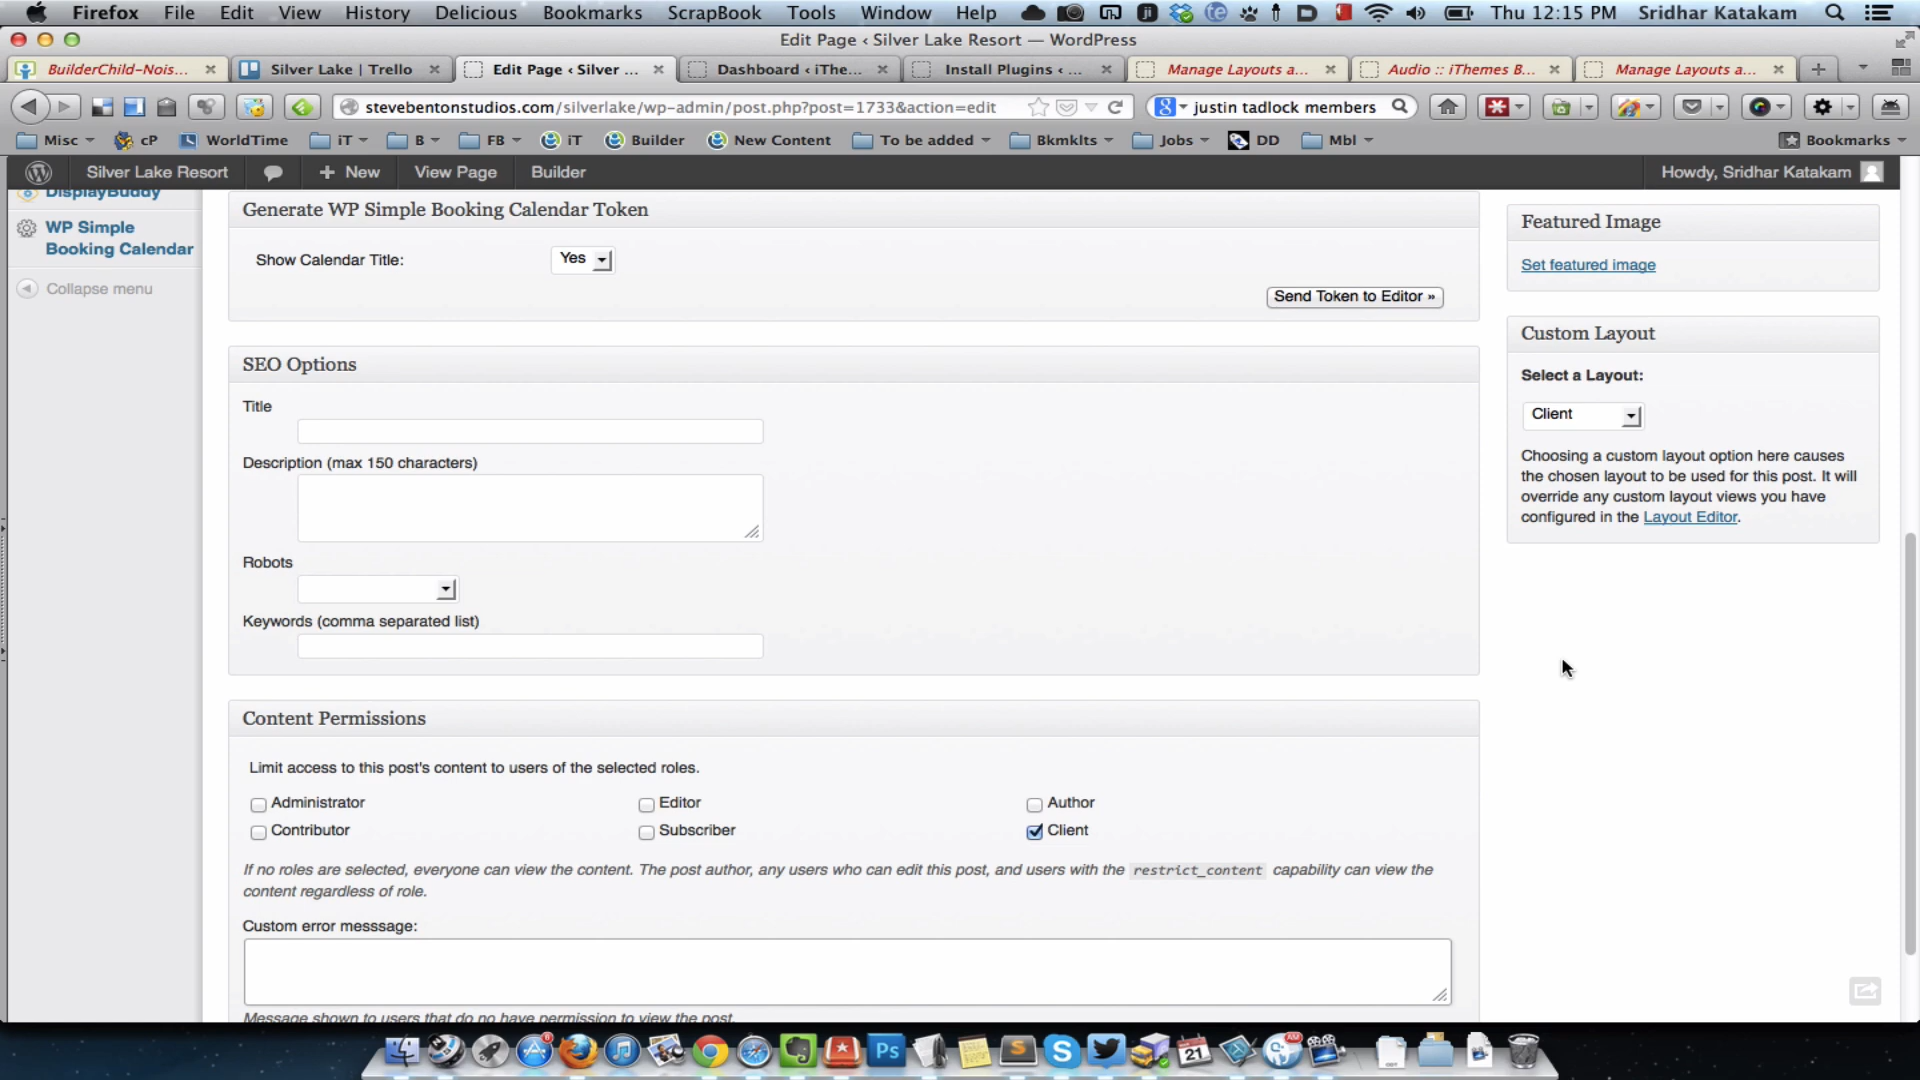 Firefox File Edit View History Delicious Bookmarks ScrapBook Tools Window Help Thu 12:15 PM Sridhar Katakam
Edit Page ‹ Silver Lake Resort — WordPress
BuilderChild-Nois... Silver Lake | Trello Edit Page ‹ Silver ... Dashboard ‹ iThe... Install Plugins ‹ ... Manage Layouts a... Audio :: iThemes B... Manage Layouts a...
stevebentonstudios.com/silverlake/wp-admin/post.php?post=1733&action=edit justin tadlock members
Misc cP WorldTime iT B FB iT Builder New Content To be added Bkmklts Jobs DD Mbl Bookmarks
Silver Lake Resort + New View Page Builder Howdy, Sridhar Katakam
DisplayBuddy
WP Simple
Booking Calendar
Collapse menu
Generate WP Simple Booking Calendar Token
Show Calendar Title: Yes
Send Token to Editor »
SEO Options
Title
Description (max 150 characters)
Robots
Keywords (comma separated list)
Content Permissions
Limit access to this post's content to users of the selected roles.
Administrator Editor Author
Contributor Subscriber Client
If no roles are selected, everyone can view the content. The post author, any users who can edit this post, and users with the restrict_content capability can view the
content regardless of role.
Custom error messsage:
Message shown to users that do no have permission to view the post.
Featured Image
Set featured image
Custom Layout
Select a Layout:
Client
Choosing a custom layout option here causes
the chosen layout to be used for this post. It will
override any custom layout views you have
configured in the Layout Editor.
Ps
21